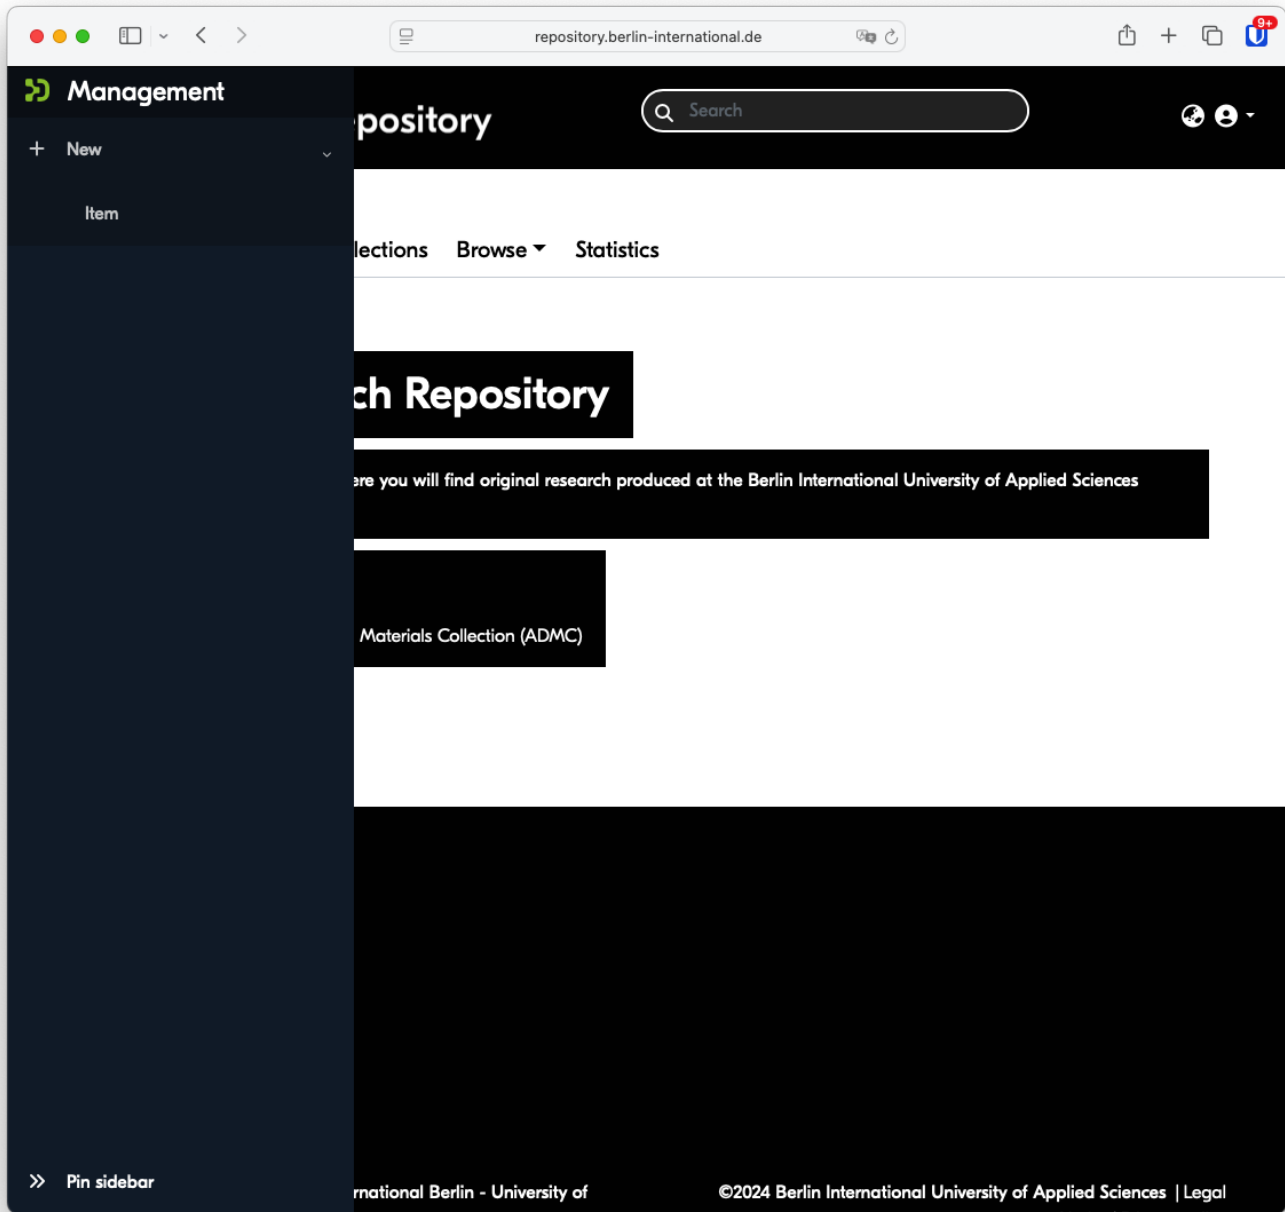 repository.berlin-international.de
9+
Management
pository
Search
New
Item
lections Browse Statistics
ch Repository
ere you will find original research produced at the Berlin International University of Applied Sciences
Materials Collection (ADMC)
Pin sidebar
rnational Berlin - University of
©2024 Berlin International University of Applied Sciences | Legal